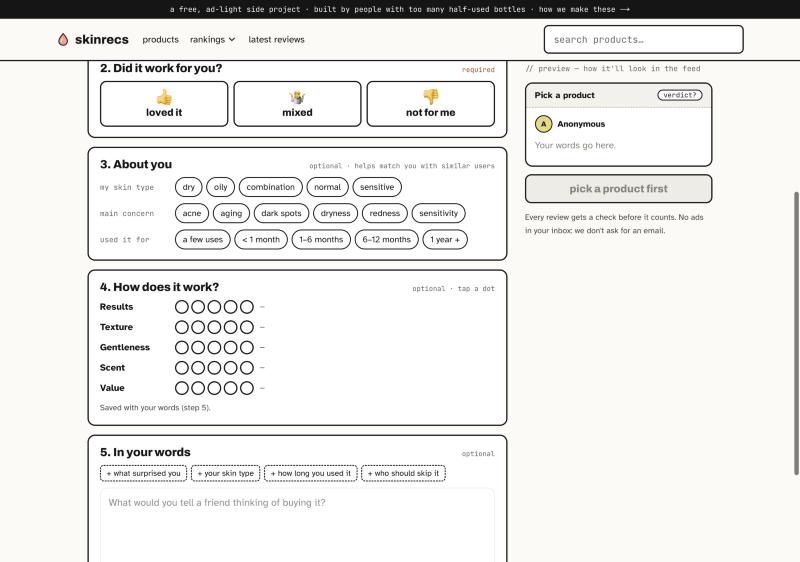 a free, ad-light side project · built by people with too many half-used bottles · how we make these ⟶
skinrecs products rankings latest reviews search products…
2. Did it work for you? required
loved it mixed not for me
3. About you optional · helps match you with similar users
my skin type dry oily combination normal sensitive
main concern acne aging dark spots dryness redness sensitivity
used it for a few uses < 1 month 1–6 months 6–12 months 1 year +
4. How does it work? optional · tap a dot
Results –
Texture –
Gentleness –
Scent –
Value –
Saved with your words (step 5).
5. In your words optional
+ what surprised you + your skin type + how long you used it + who should skip it
What would you tell a friend thinking of buying it?
// preview — how it'll look in the feed
Pick a product verdict?
A Anonymous
Your words go here.
pick a product first
Every review gets a check before it counts. No ads
in your inbox: we don't ask for an email.